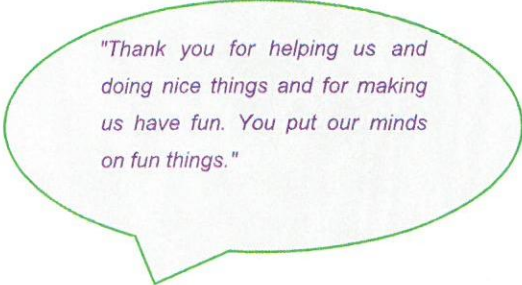 "Thank you for helping us and
doing nice things and for making
us have fun. You put our minds
on fun things."